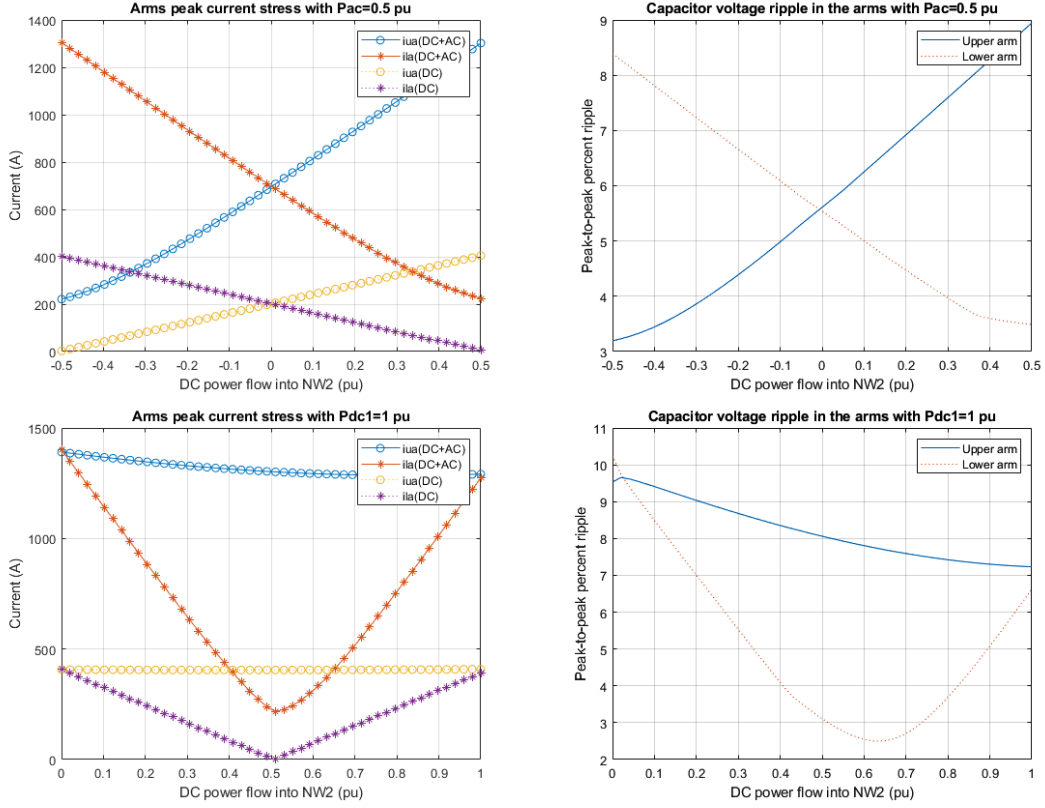 Arms peak current stress with Pac=0.5 pu
1400
1200
1000
800
600
400
200
0
Current (A)
iua(DC+AC)
ila(DC+AC)
iua(DC)
ila(DC)
-0.5 -0.4 -0.3 -0.2 -0.1 0 0.1 0.2 0.3 0.4 0.5
DC power flow into NW2 (pu)
Capacitor voltage ripple in the arms with Pac=0.5 pu
9
8
7
6
5
4
3
Peak-to-peak percent ripple
Upper arm
Lower arm
-0.5 -0.4 -0.3 -0.2 -0.1 0 0.1 0.2 0.3 0.4 0.5
DC power flow into NW2 (pu)
Arms peak current stress with Pdc1=1 pu
1500
1000
500
0
Current (A)
iua(DC+AC)
ila(DC+AC)
iua(DC)
ila(DC)
0 0.1 0.2 0.3 0.4 0.5 0.6 0.7 0.8 0.9 1
DC power flow into NW2 (pu)
Capacitor voltage ripple in the arms with Pdc1=1 pu
11
10
9
8
7
6
5
4
3
2
Peak-to-peak percent ripple
Upper arm
Lower arm
0 0.1 0.2 0.3 0.4 0.5 0.6 0.7 0.8 0.9 1
DC power flow into NW2 (pu)